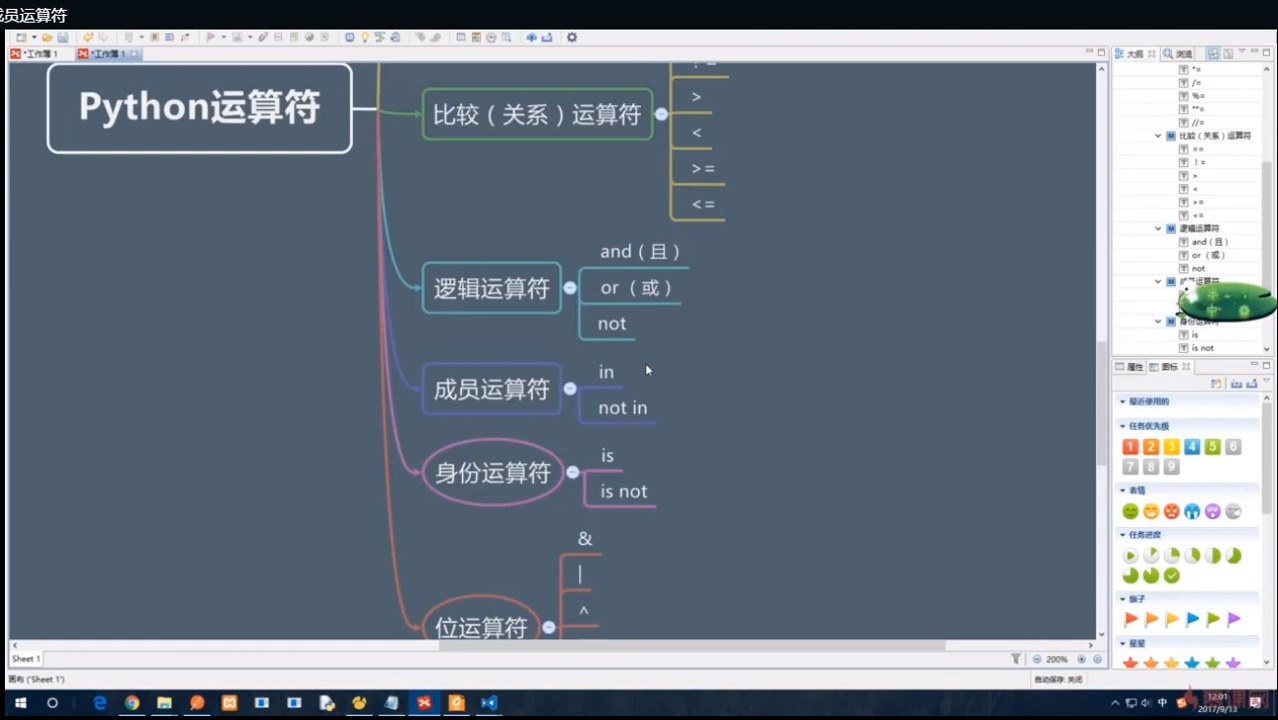 成员运算符
*工作簿 1
*工作簿 1
Python运算符
比较（关系）运算符
! =
>
<
>=
<=
逻辑运算符
and（且）
or （或）
not
成员运算符
in
not in
身份运算符
is
is not
位运算符
&
|
^
大纲
浏览
*=
/=
%=
**=
//=
比较（关系）运算符
==
! =
>
<
>=
<=
逻辑运算符
and（且）
or （或）
not
身份运算符
is
is not
属性
图标
最近使用的
任务优先级
1 2 3 4 5 6
7 8 9
表情
任务进度
旗子
星星
Sheet 1
200%
图布 ('Sheet 1')
自动保存: 关闭
中
12:01
2017/9/13